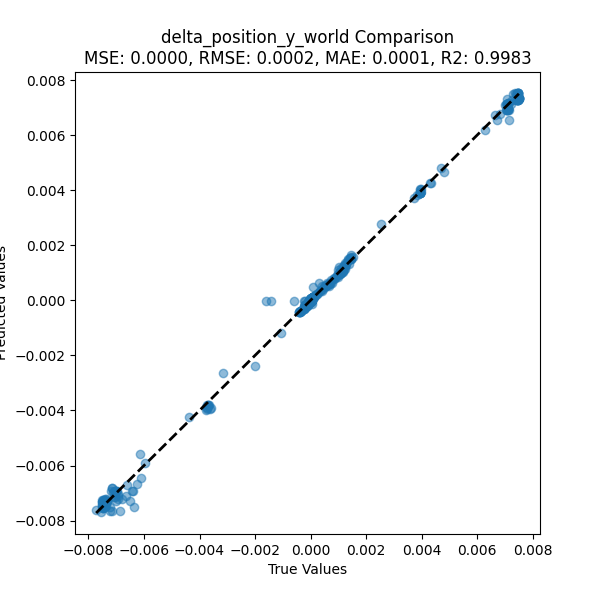 delta_position_y_world Comparison
MSE: 0.0000, RMSE: 0.0002, MAE: 0.0001, R2: 0.9983
0.008
0.006
0.004
0.002
0.000
−0.002
−0.004
−0.006
−0.008
Predicted Values
−0.008 −0.006 −0.004 −0.002 0.000 0.002 0.004 0.006 0.008
True Values